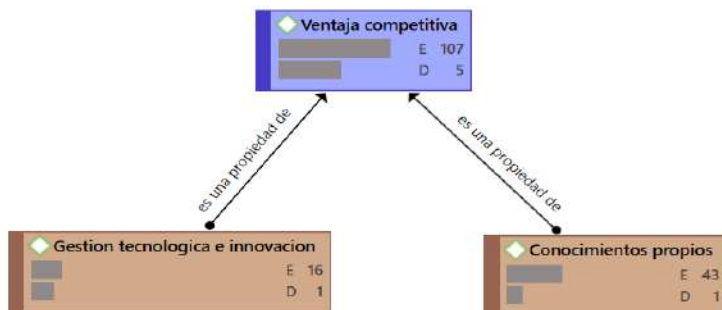 Ventaja competitiva
E 107
D 5
es una propiedad de
es una propiedad de
Gestion tecnologica e innovacion
E 16
D 1
Conocimientos propios
E 43
D 1